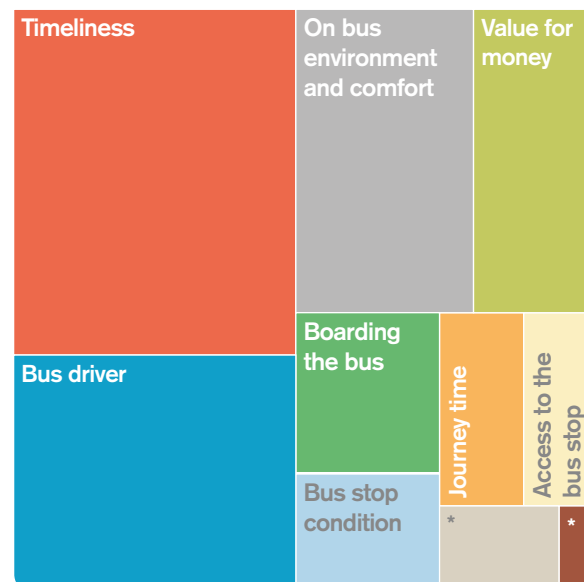 Timeliness
On bus
environment
and comfort
Value for
money
Bus driver
Boarding
the bus
Journey time
Access to the
bus stop
Bus stop
condition
*
*